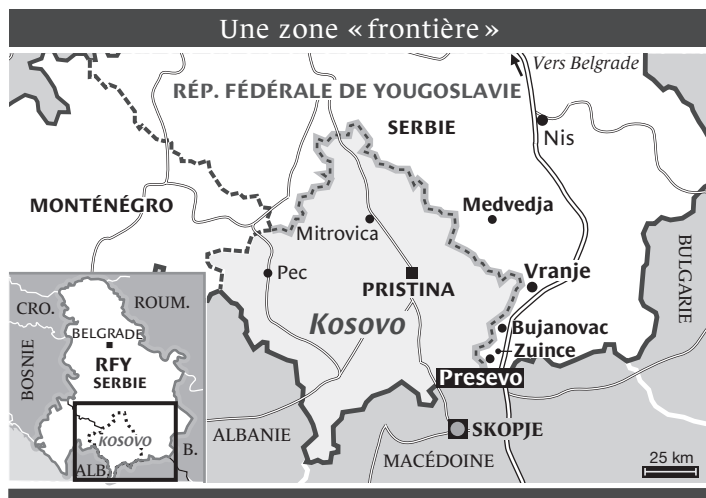 Une zone « frontière »
Vers Belgrade
RÉP. FÉDÉRALE DE YOUGOSLAVIE
SERBIE
Nis
MONTÉNÉGRO
Medvedja
Mitrovica
BULGARIE
Pec
PRISTINA
Vranje
Kosovo
Bujanovac
Zuince
Presevo
ALBANIE
SKOPJE
MACÉDOINE
25 km
CRO.
ROUM.
BELGRADE
BOSNIE
RFY
SERBIE
KOSOVO
ALB.
B.